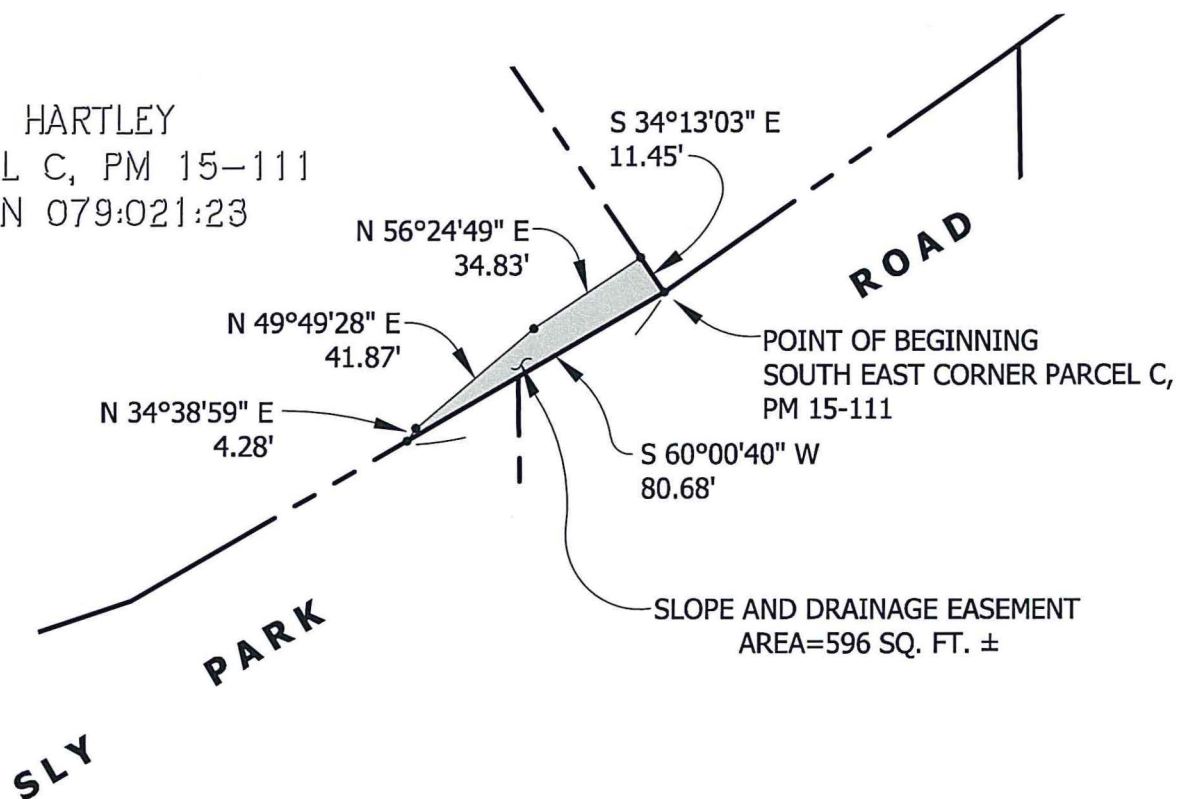 HARTLEY
L C, PM 15-111
N 079:021:23
S 34°13'03" E
11.45'
N 56°24'49" E
34.83'
N 49°49'28" E
41.87'
N 34°38'59" E
4.28'
POINT OF BEGINNING
SOUTH EAST CORNER PARCEL C,
PM 15-111
S 60°00'40" W
80.68'
SLOPE AND DRAINAGE EASEMENT
AREA=596 SQ. FT. ±
SLY PARK ROAD